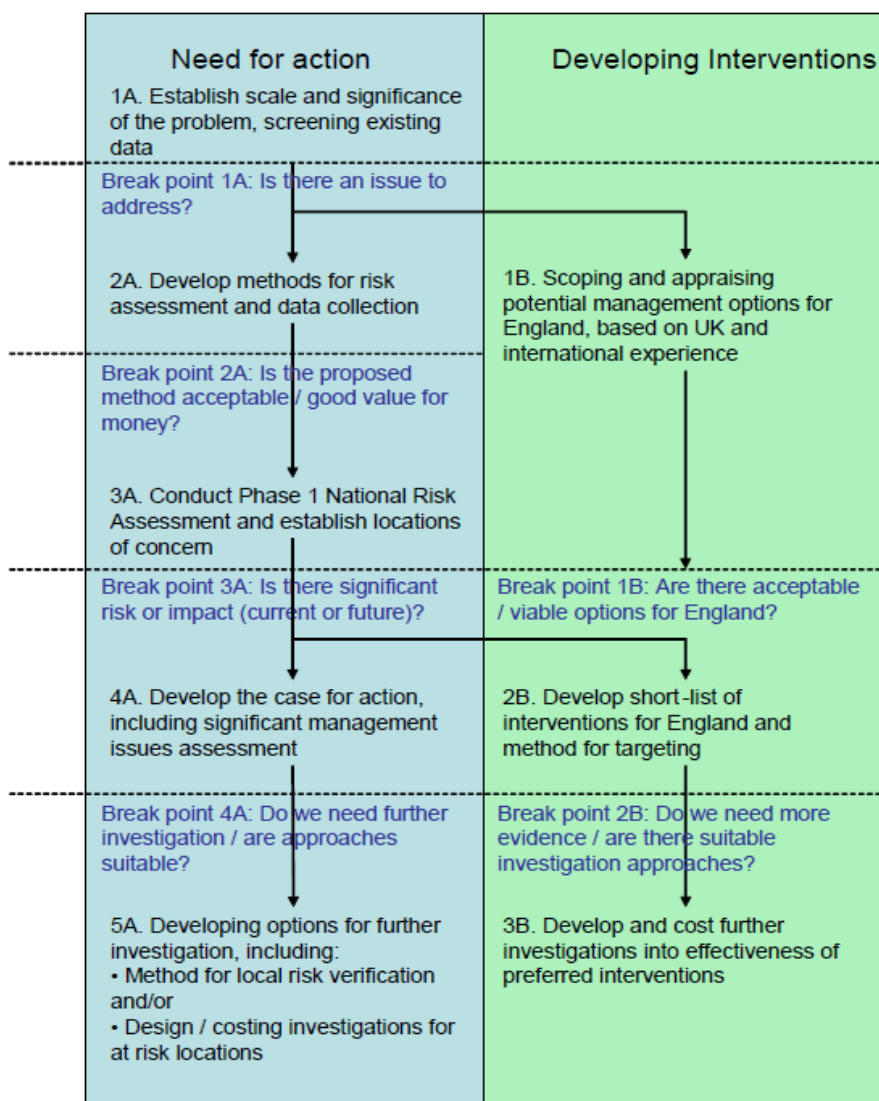 Need for action
1A. Establish scale and significance
of the problem, screening existing
data
Break point 1A: Is there an issue to
address?
2A. Develop methods for risk
assessment and data collection
Break point 2A: Is the proposed
method acceptable / good value for
money?
3A. Conduct Phase 1 National Risk
Assessment and establish locations
of concern
Break point 3A: Is there significant
risk or impact (current or future)?
4A. Develop the case for action,
including significant management
issues assessment
Break point 4A: Do we need further
investigation / are approaches
suitable?
5A. Developing options for further
investigation, including:
• Method for local risk verification
and/or
• Design / costing investigations for
at risk locations
Developing Interventions
1B. Scoping and appraising
potential management options for
England, based on UK and
international experience
Break point 1B: Are there acceptable
/ viable options for England?
2B. Develop short-list of
interventions for England and
method for targeting
Break point 2B: Do we need more
evidence / are there suitable
investigation approaches?
3B. Develop and cost further
investigations into effectiveness of
preferred interventions